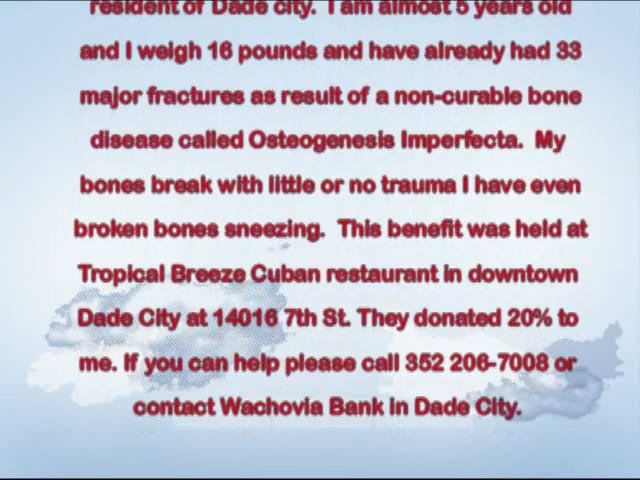 resident of Dade city. I am almost 5 years old
and I weigh 16 pounds and have already had 33
major fractures as result of a non-curable bone
disease called Osteogenesis Imperfecta. My
bones break with little or no trauma I have even
broken bones sneezing. This benefit was held at
Tropical Breeze Cuban restaurant in downtown
Dade City at 14016 7th St. They donated 20% to
me. If you can help please call 352 206-7008 or
contact Wachovia Bank in Dade City.